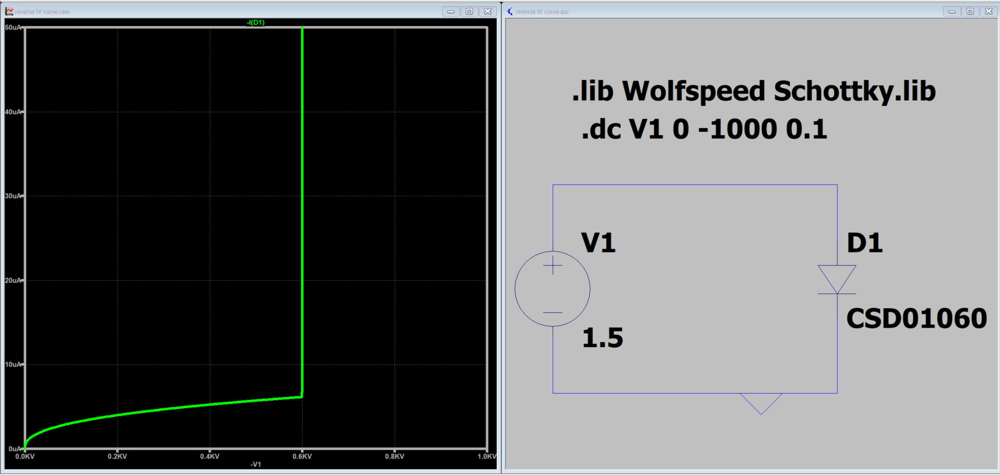 reverse IV curve.raw
-I(D1)
50uA
40uA
30uA
20uA
10uA
0uA
0.0KV 0.2KV 0.4KV 0.6KV 0.8KV 1.0KV
-V1
reverse IV curve.asc
.lib Wolfspeed Schottky.lib
.dc V1 0 -1000 0.1
V1
D1
CSD01060
1.5